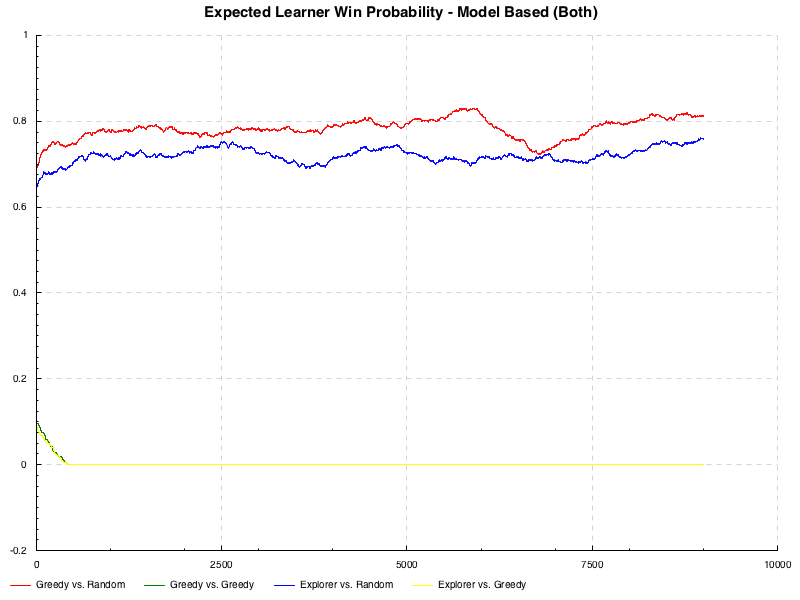 Expected Learner Win Probability - Model Based (Both)
1
0.8
0.6
0.4
0.2
0
-0.2
0 2500 5000 7500 10000
Greedy vs. Random Greedy vs. Greedy Explorer vs. Random Explorer vs. Greedy